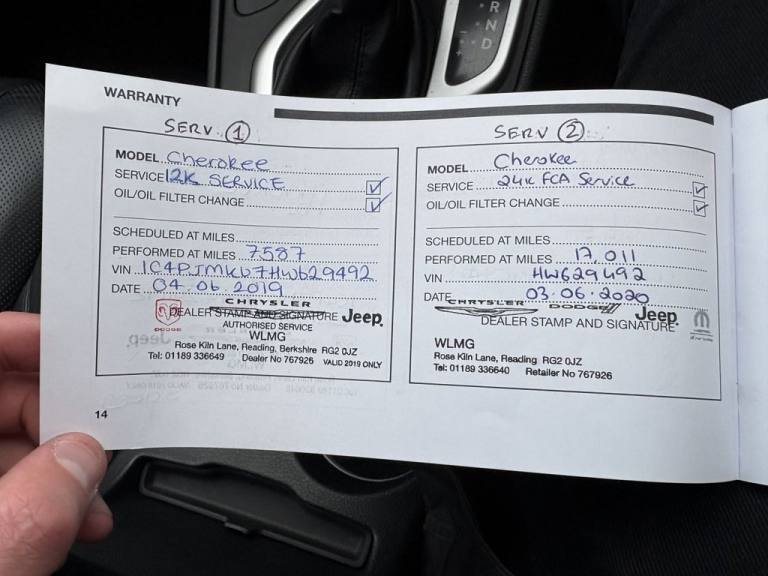 R
N
D
WARRANTY
SERV 1
MODEL Cherokee
SERVICE 12K SERVICE
OIL/OIL FILTER CHANGE
SCHEDULED AT MILES
PERFORMED AT MILES 7587
VIN 1C4PJMKU7HW629492
DATE 04.06.2019
CHRYSLER
DODGE
DEALER STAMP AND SIGNATURE
Jeep
AUTHORISED SERVICE
WLMG
Rose Kiln Lane, Reading, Berkshire RG2 0JZ
Tel: 01189 336649 Dealer No 767926 VALID 2019 ONLY
14
SERV 2
MODEL Cherokee
SERVICE 24K FCA Service
OIL/OIL FILTER CHANGE
SCHEDULED AT MILES
PERFORMED AT MILES 17,011
VIN HW629492
DATE 03.06.2020
CHRYSLER DODGE Jeep
DEALER STAMP AND SIGNATURE
WLMG
Rose Kiln Lane, Reading RG2 0JZ
Tel: 01189 336640 Retailer No 767926